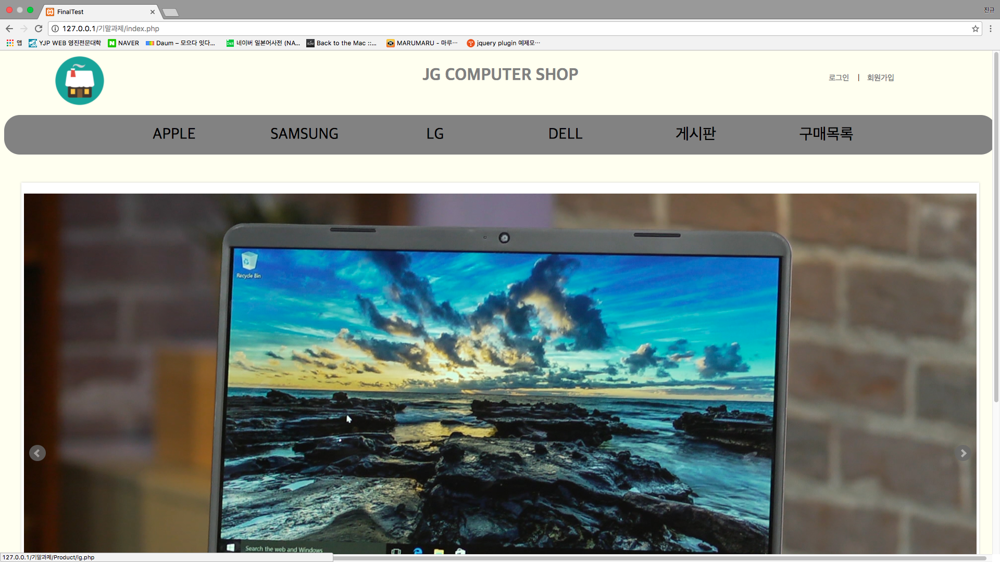 FinalTest
진규
127.0.0.1/기말과제/index.php
앱 YJP WEB 영진전문대학 NAVER Daum – 모으다 잇다... 네이버 일본어사전 (NA... B2M Back to the Mac ::... MARUMARU - 마루... jquery plugin 예제모...
JG COMPUTER SHOP
로그인 | 회원가입
APPLE SAMSUNG LG DELL 게시판 구매목록
Recycle Bin
Search the web and Windows
127.0.0.1/기말과제/Product/lg.php